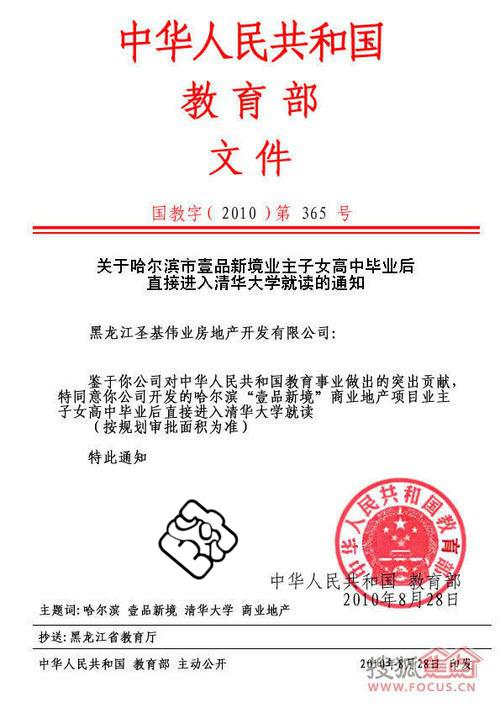 中华人民共和国
教育部
文件
国教字(2010)第 365 号
关于哈尔滨市壹品新境业主子女高中毕业后
直接进入清华大学就读的通知
黑龙江圣基伟业房地产开发有限公司:
鉴于你公司对中华人民共和国教育事业做出的突出贡献,
特同意你公司开发的哈尔滨“壹品新境”商业地产项目业主
子女高中毕业后直接进入清华大学就读
(按规划审批面积为准)
特此通知
中华人民共和国教育部
中华人民共和国 教育部
2010年8月28日
主题词:哈尔滨 壹品新境 清华大学 商业地产
抄送:黑龙江省教育厅
中华人民共和国 教育部 主动公开 2010年8月28日 印发
搜狐焦点
WWW.FOCUS.CN